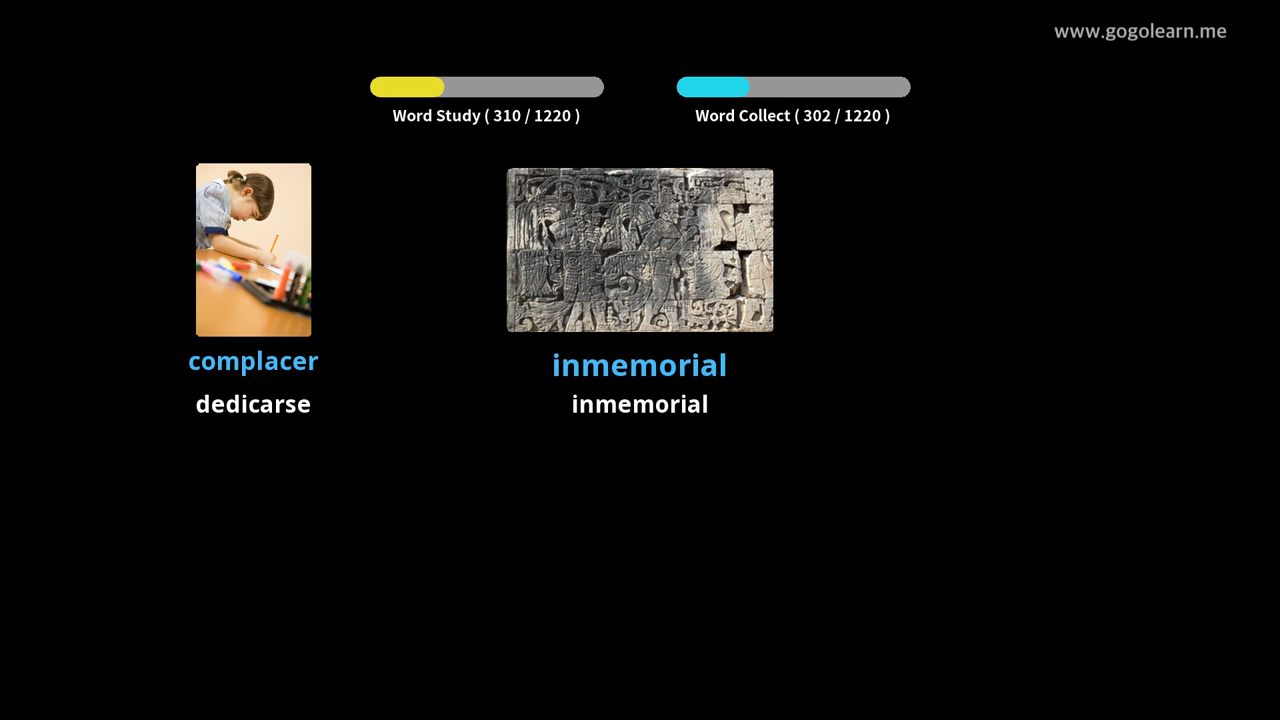 www.gogolearn.me
Word Study ( 310 / 1220 )
Word Collect ( 302 / 1220 )
complacer
dedicarse
inmemorial
inmemorial